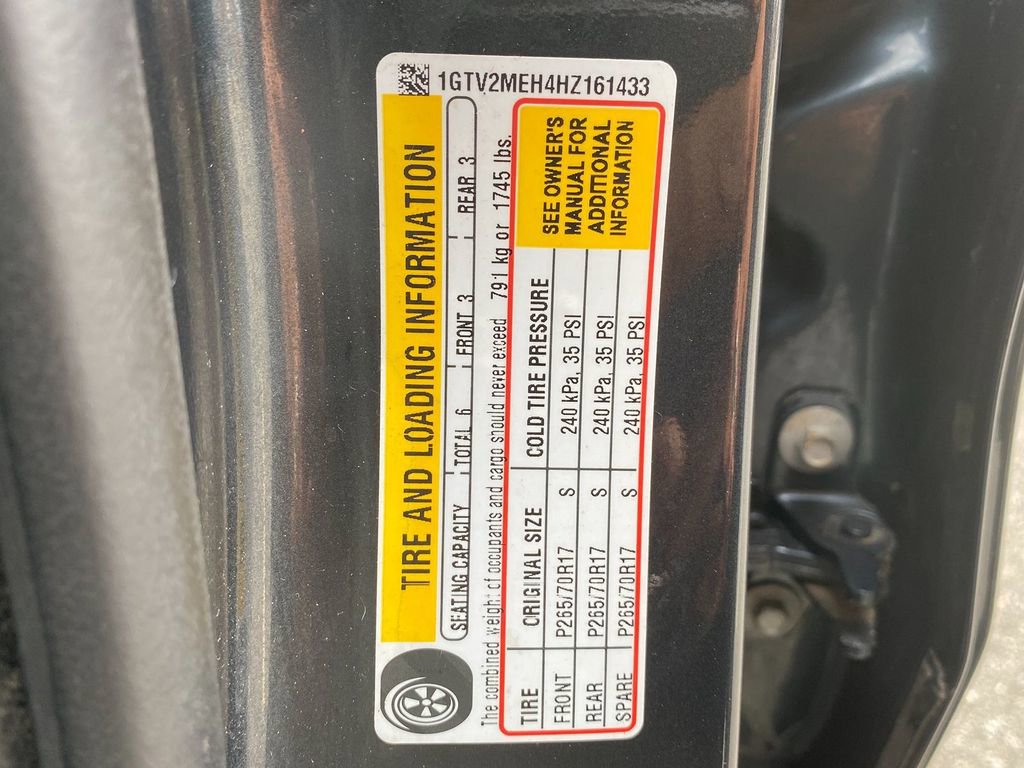 1GTV2MEH4HZ161433
TIRE AND LOADING INFORMATION
SEATING CAPACITY TOTAL 6 FRONT 3 REAR 3
The combined weight of occupants and cargo should never exceed 791 kg or 1745 lbs.
TIRE ORIGINAL SIZE COLD TIRE PRESSURE
FRONT P265/70R17 S 240 kPa, 35 PSI
REAR P265/70R17 S 240 kPa, 35 PSI
SPARE P265/70R17 S 240 kPa, 35 PSI
SEE OWNER'S
MANUAL FOR
ADDITIONAL
INFORMATION